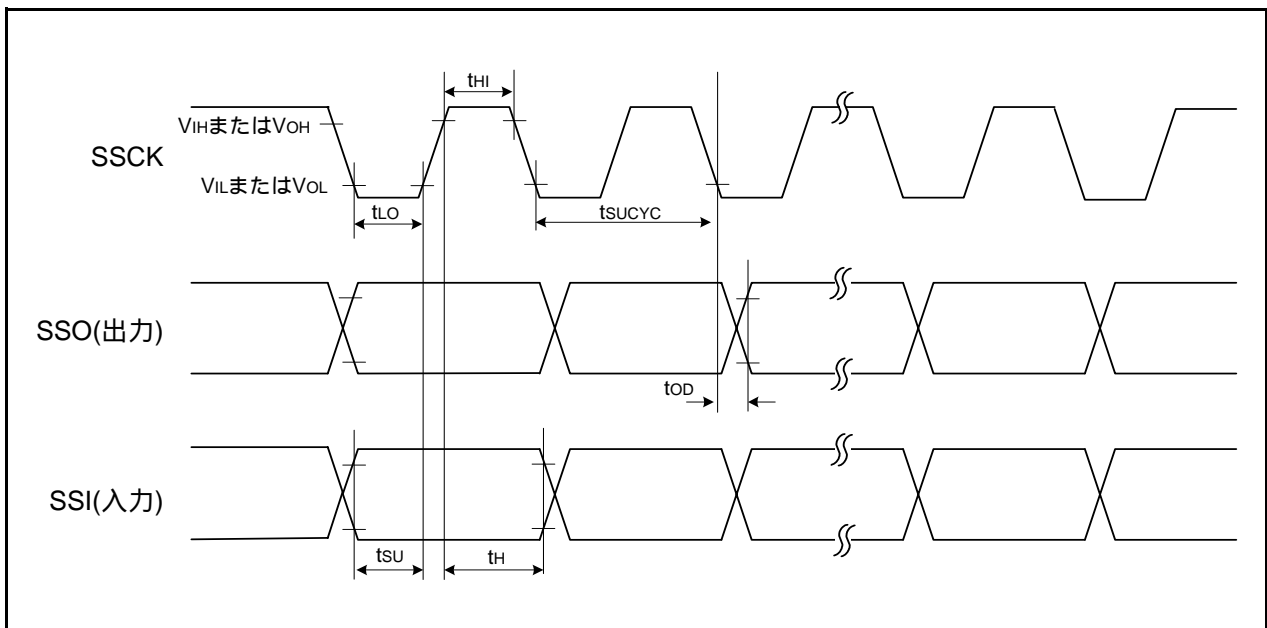 tHI
VIHまたはVOH
SSCK
VILまたはVOL
tLO
tSUCYC
SSO(出力)
tOD
SSI(入力)
tSU
tH